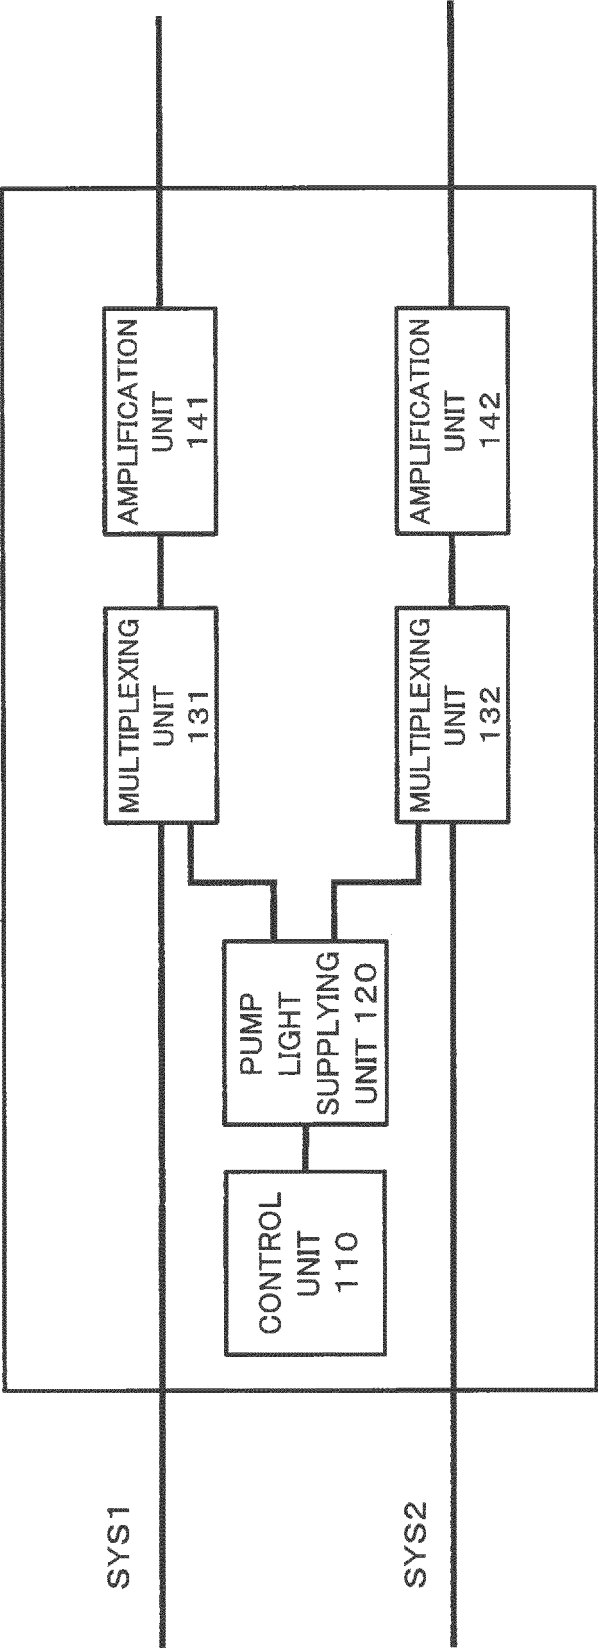 SYS1
SYS2
CONTROL
UNIT
110
PUMP
LIGHT
SUPPLYING
UNIT 120
MULTIPLEXING
UNIT
131
AMPLIFICATION
UNIT
141
MULTIPLEXING
UNIT
132
AMPLIFICATION
UNIT
142